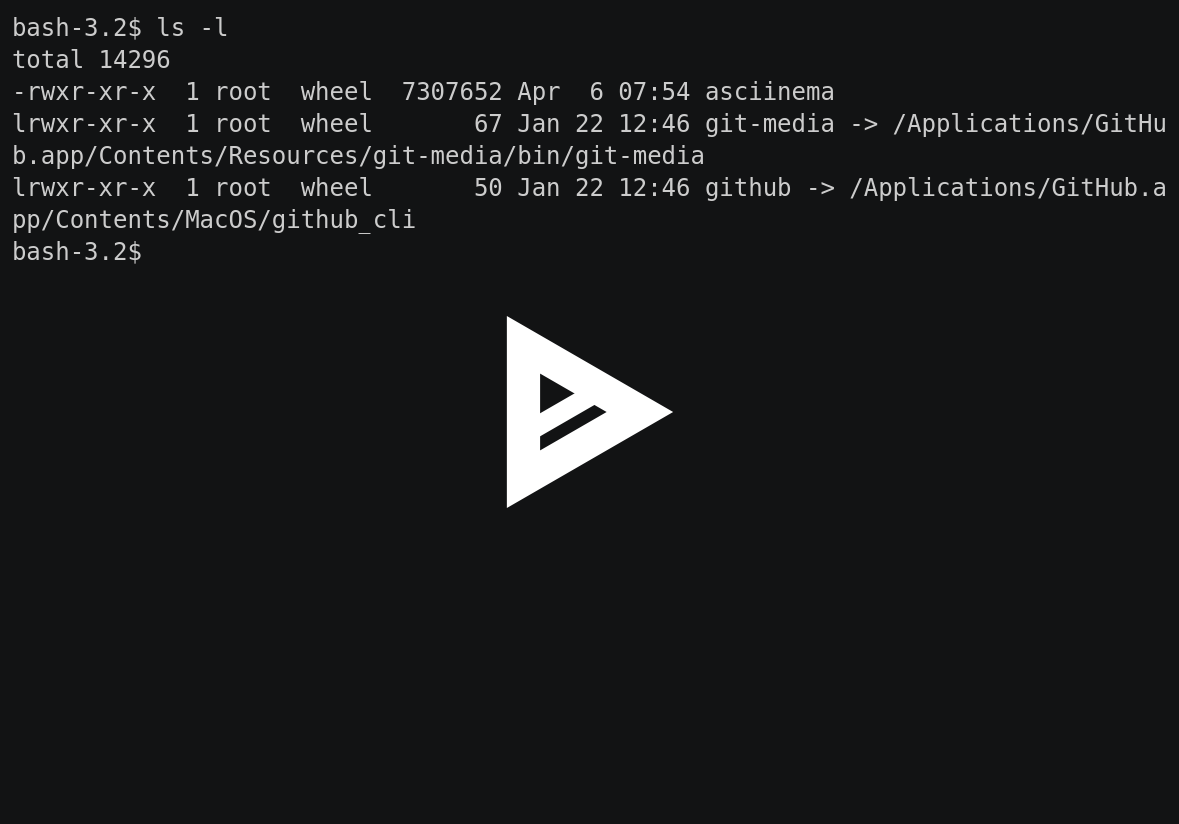 bash-3.2$ ls -l
total 14296
-rwxr-xr-x  1 root  wheel  7307652 Apr  6 07:54 asciinema
lrwxr-xr-x  1 root  wheel       67 Jan 22 12:46 git-media -> /Applications/GitHu
b.app/Contents/Resources/git-media/bin/git-media
lrwxr-xr-x  1 root  wheel       50 Jan 22 12:46 github -> /Applications/GitHub.a
pp/Contents/MacOS/github_cli
bash-3.2$